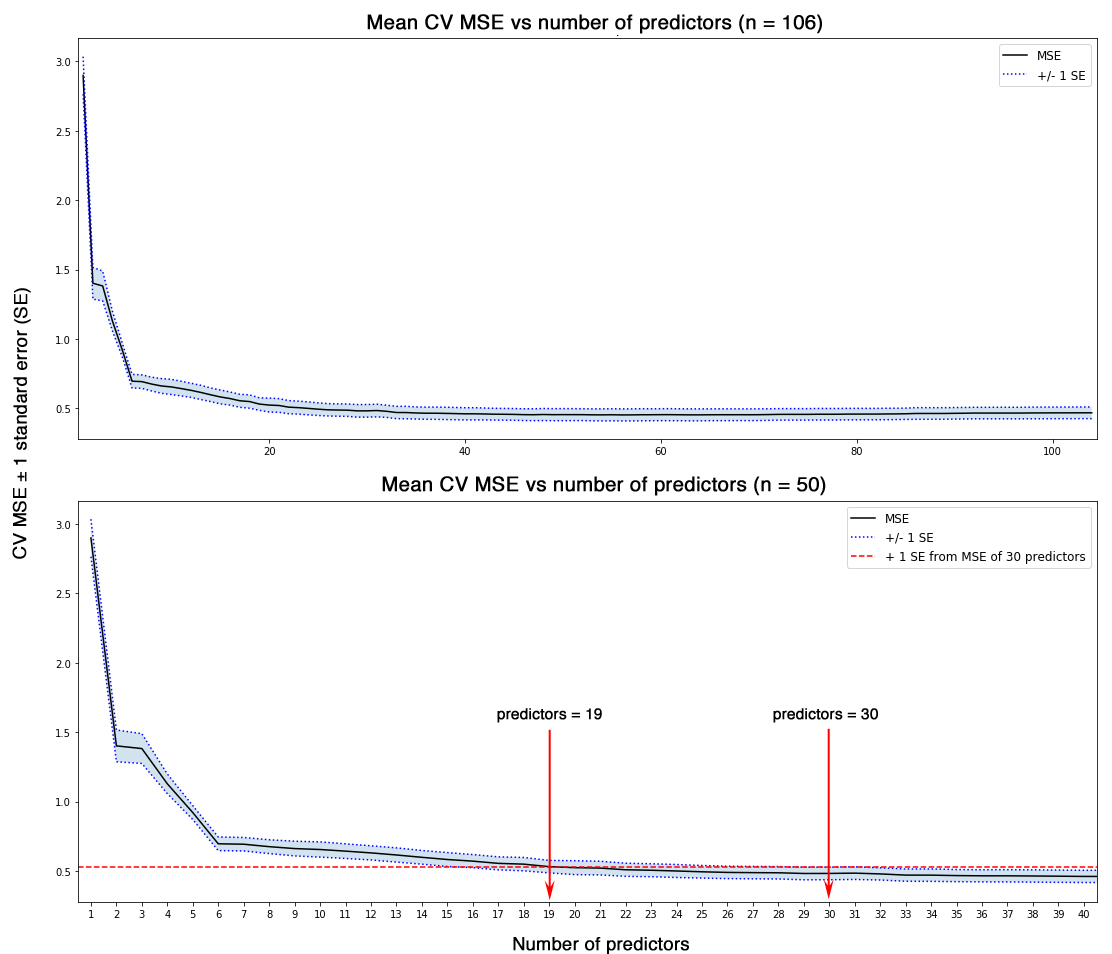 Mean CV MSE vs number of predictors (n = 106)
MSE
+/- 1 SE
3.0
2.5
2.0
1.5
1.0
0.5
20
40
60
80
100
CV MSE ± 1 standard error (SE)
Mean CV MSE vs number of predictors (n = 50)
MSE
+/- 1 SE
+ 1 SE from MSE of 30 predictors
3.0
2.5
2.0
1.5
1.0
0.5
predictors = 19
predictors = 30
1 2 3 4 5 6 7 8 9 10 11 12 13 14 15 16 17 18 19 20 21 22 23 24 25 26 27 28 29 30 31 32 33 34 35 36 37 38 39 40
Number of predictors